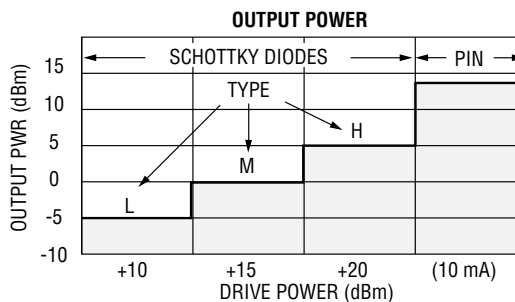 OUTPUT POWER
SCHOTTKY DIODES
PIN
TYPE
H
M
L
OUTPUT PWR (dBm)
15
10
5
0
-5
-10
+10
+15
+20
(10 mA)
DRIVE POWER (dBm)